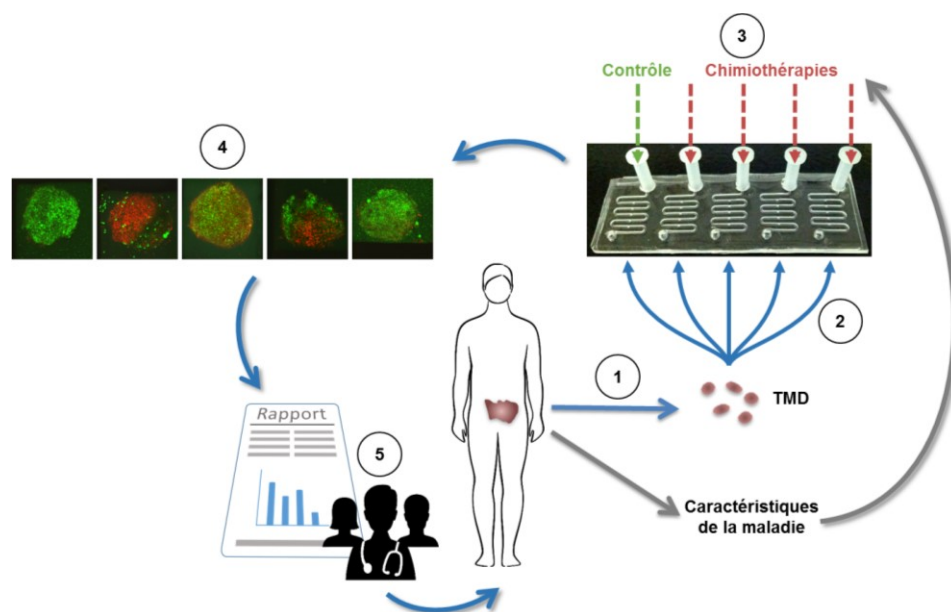 3
Contrôle Chimiothérapies
4
2
1
TMD
Rapport
5
Caractéristiques
de la maladie